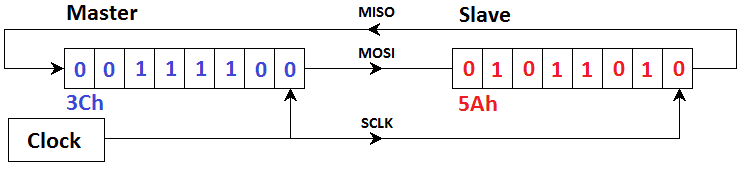 Master MISO Slave
MOSI
0 0 1 1 1 1 0 0 0 1 0 1 1 0 1 0
3Ch 5Ah
Clock SCLK